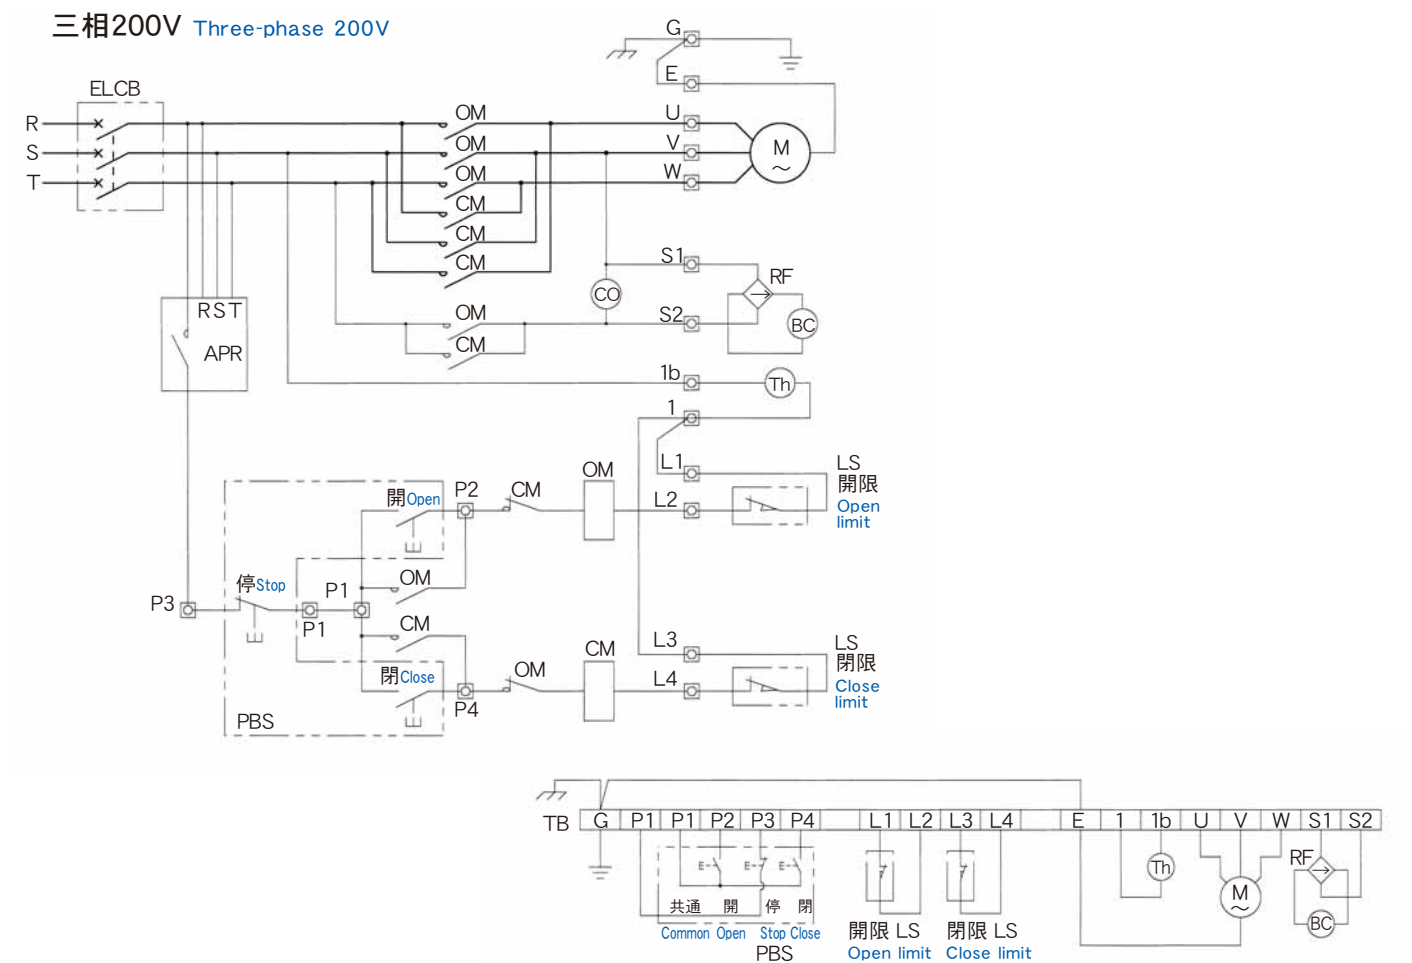 三相200V Three-phase 200V
G
ELCB
E
R
OM
U
S
OM
V
M
~
T
OM
W
CM
CM
CM
S1
RF
CO
R S T
OM
S2
BC
APR
CM
1b
Th
1
L1
LS
開限
Open
limit
OM
開Open
P2
CM
L2
停Stop
P1
OM
P3
P1
CM
L3
LS
閉限
Close
limit
CM
閉Close
OM
L4
P4
PBS
TB
G
P1
P1
P2
P3
P4
L1
L2
L3
L4
E
1
1b
U
V
W
S1
S2
E
E
E
Th
RF
M
~
BC
共通 開 停 閉
Common Open Stop Close
PBS
開限 LS
Open limit
閉限 LS
Close limit